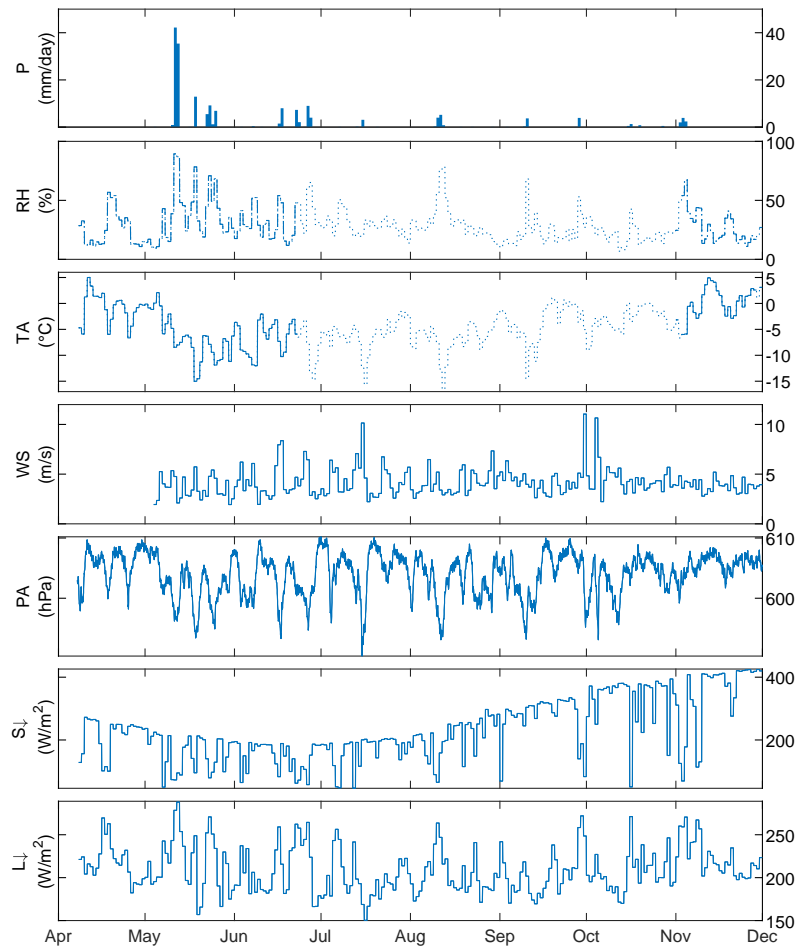 P
(mm/day)
40
20
0
RH
(%)
100
50
0
TA
(°C)
5
0
-5
-10
-15
WS
(m/s)
10
5
0
PA
(hPa)
610
600
S↓
(W/m²)
400
200
L↓
(W/m²)
250
200
150
Apr May Jun Jul Aug Sep Oct Nov Dec